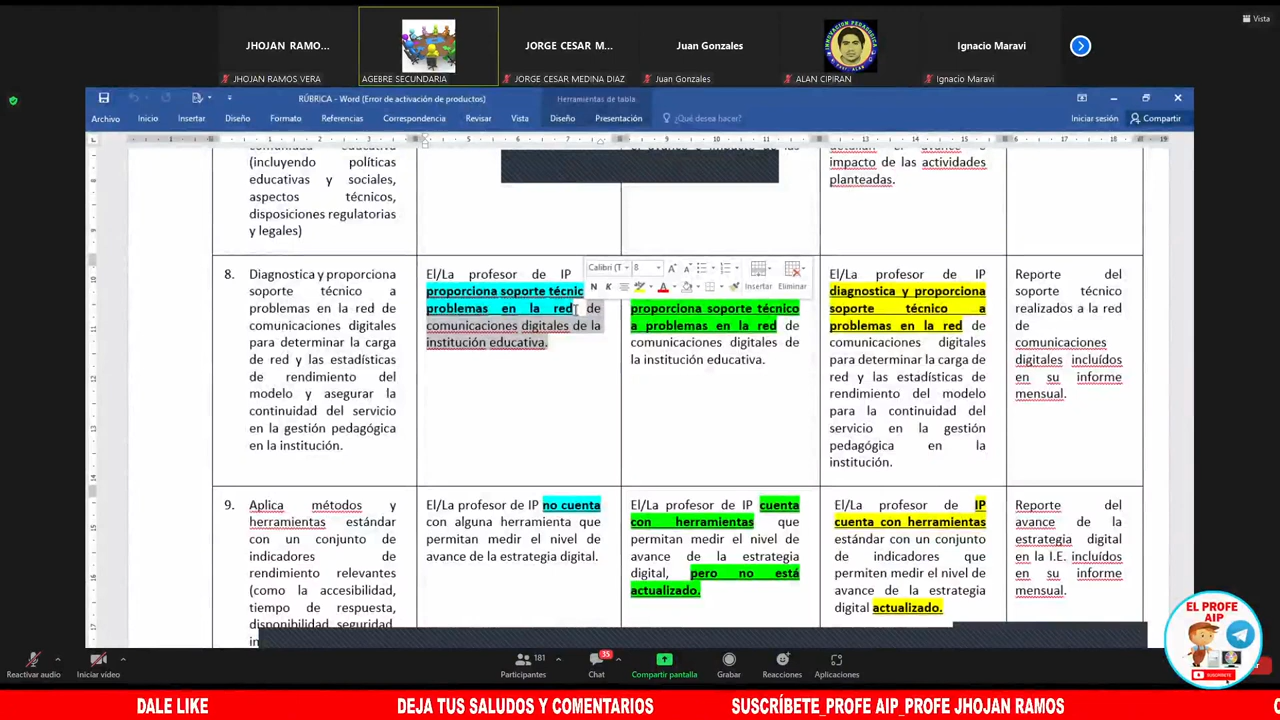 JHOJAN RAMO...
JORGE CESAR M...
Juan Gonzales
Ignacio Maravi
Vista
JHOJAN RAMOS VERA
AGEBRE SECUNDARIA
JORGE CESAR MEDINA DIAZ
Juan Gonzales
ALAN CIPIRAN
Ignacio Maravi
RÚBRICA - Word (Error de activación de productos)
Herramientas de tabla
Archivo
Inicio
Insertar
Diseño
Formato
Referencias
Correspondencia
Revisar
Vista
Diseño
Presentación
¿Qué desea hacer?
Iniciar sesión
Compartir
(incluyendo políticas
educativas y sociales,
aspectos técnicos,
disposiciones regulatorias
y legales)
impacto de las actividades
planteadas.
8. Diagnostica y proporciona
soporte técnico a
problemas en la red de
comunicaciones digitales
para determinar la carga
de red y las estadísticas
de rendimiento del
modelo y asegurar la
continuidad del servicio
en la gestión pedagógica
en la institución.
El/La profesor de IP
proporciona soporte técnic
problemas en la red de
comunicaciones digitales de la
institución educativa.
Calibri (T
8
N K
Insertar
Eliminar
proporciona soporte técnico
a problemas en la red de
comunicaciones digitales de
la institución educativa.
El/La profesor de IP
diagnostica y proporciona
soporte técnico a
problemas en la red de
comunicaciones digitales
para determinar la carga de
red y las estadísticas de
rendimiento del modelo
para la continuidad del
servicio en la gestión
pedagógica en la
institución.
Reporte del
soporte técnico
realizados a la red
de
comunicaciones
digitales incluídos
en su informe
mensual.
9. Aplica métodos y
herramientas estándar
con un conjunto de
indicadores de
rendimiento relevantes
(como la accesibilidad,
tiempo de respuesta,
disponibilidad seguridad
El/La profesor de IP no cuenta
con alguna herramienta que
permitan medir el nivel de
avance de la estrategia digital.
El/La profesor de IP cuenta
con herramientas que
permitan medir el nivel de
avance de la estrategia
digital, pero no está
actualizado.
El/La profesor de IP
cuenta con herramientas
estándar con un conjunto
de indicadores que
permiten medir el nivel de
avance de la estrategia
digital actualizado.
Reporte del
avance de la
estrategia digital
en la I.E. incluídos
en su informe
mensual.
EL PROFE
AIP
SUSCRIBETE
Reactivar audio
Iniciar video
181
Participantes
35
Chat
Compartir pantalla
Grabar
Reacciones
Aplicaciones
DALE LIKE
DEJA TUS SALUDOS Y COMENTARIOS
SUSCRÍBETE_PROFE AIP_PROFE JHOJAN RAMOS